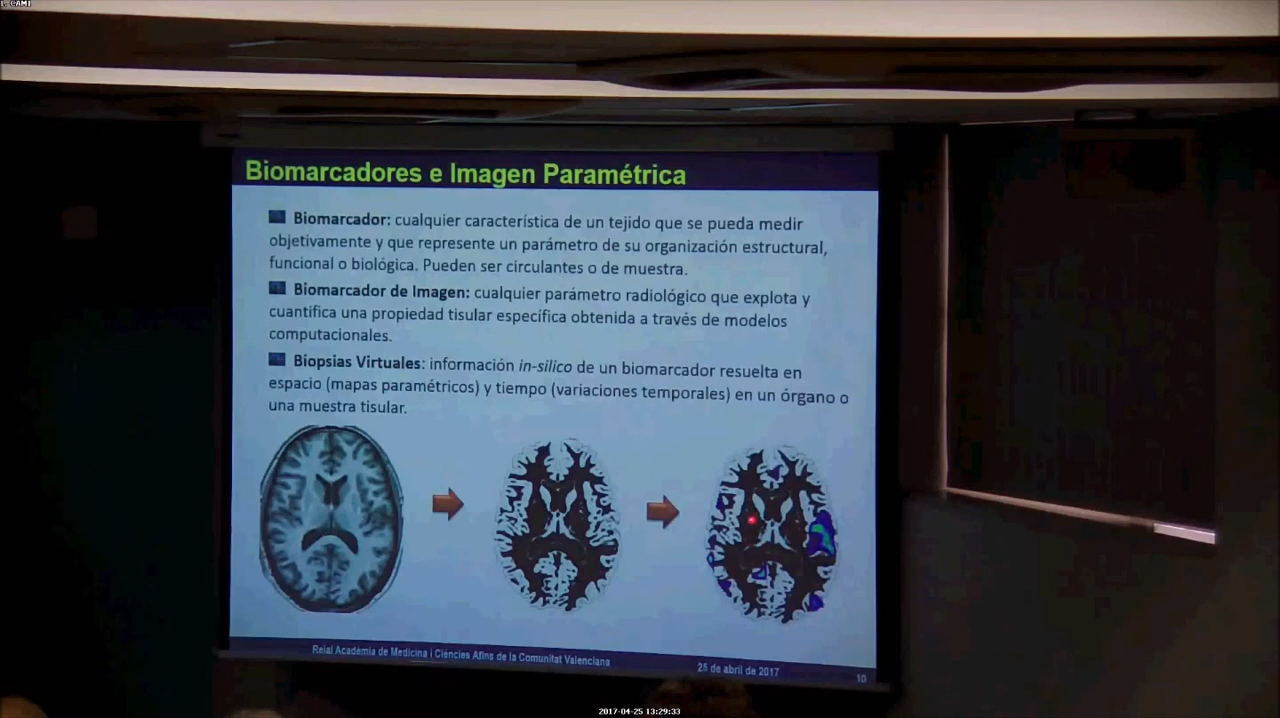 Biomarcadores e Imagen Paramétrica
Biomarcador: cualquier característica de un tejido que se pueda medir
objetivamente y que represente un parámetro de su organización estructural,
funcional o biológica. Pueden ser circulantes o de muestra.
Biomarcador de Imagen: cualquier parámetro radiológico que explota y
cuantifica una propiedad tisular específica obtenida a través de modelos
computacionales.
Biopsias Virtuales: información in-silico de un biomarcador resuelta en
espacio (mapas paramétricos) y tiempo (variaciones temporales) en un órgano o
una muestra tisular.
Reial Acadèmia de Medicina i Ciències Afins de la Comunitat Valenciana
25 de abril de 2017
10
2017-04-25 13:29:33